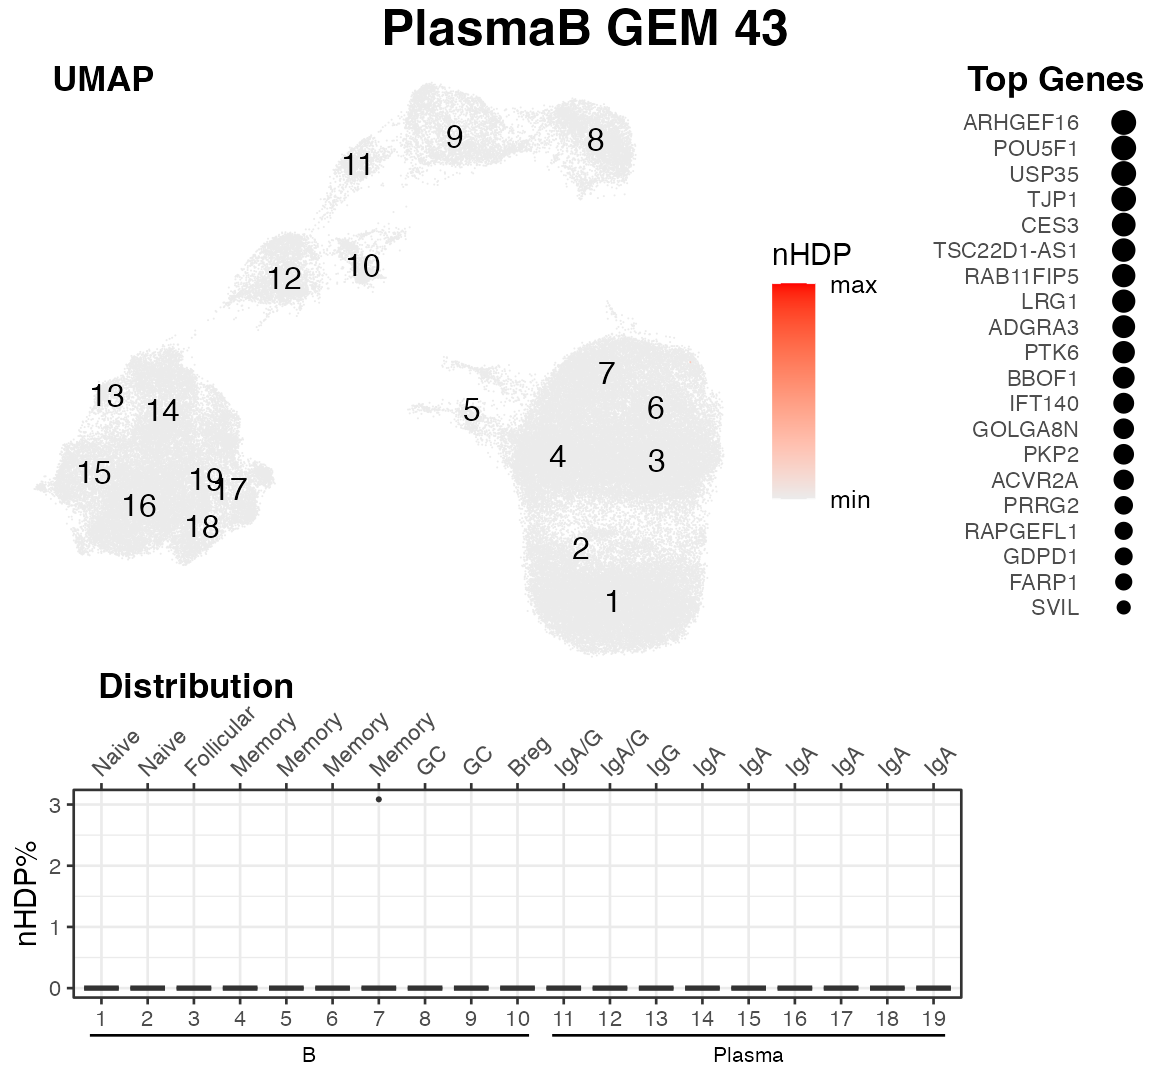 PlasmaB GEM 43
UMAP
Top Genes
9
8
11
10
12
7
6
5
4
3
2
1
13
14
15
16
19
17
18
nHDP
max
min
ARHGEF16
POU5F1
USP35
TJP1
CES3
TSC22D1-AS1
RAB11FIP5
LRG1
ADGRA3
PTK6
BBOF1
IFT140
GOLGA8N
PKP2
ACVR2A
PRRG2
RAPGEFL1
GDPD1
FARP1
SVIL
Distribution
Naive Naive Follicular Memory Memory Memory Memory GC GC Breg IgA/G IgA/G IgG IgA IgA IgA IgA IgA IgA
nHDP%
3
2
1
0
1 2 3 4 5 6 7 8 9 10 11 12 13 14 15 16 17 18 19
B Plasma